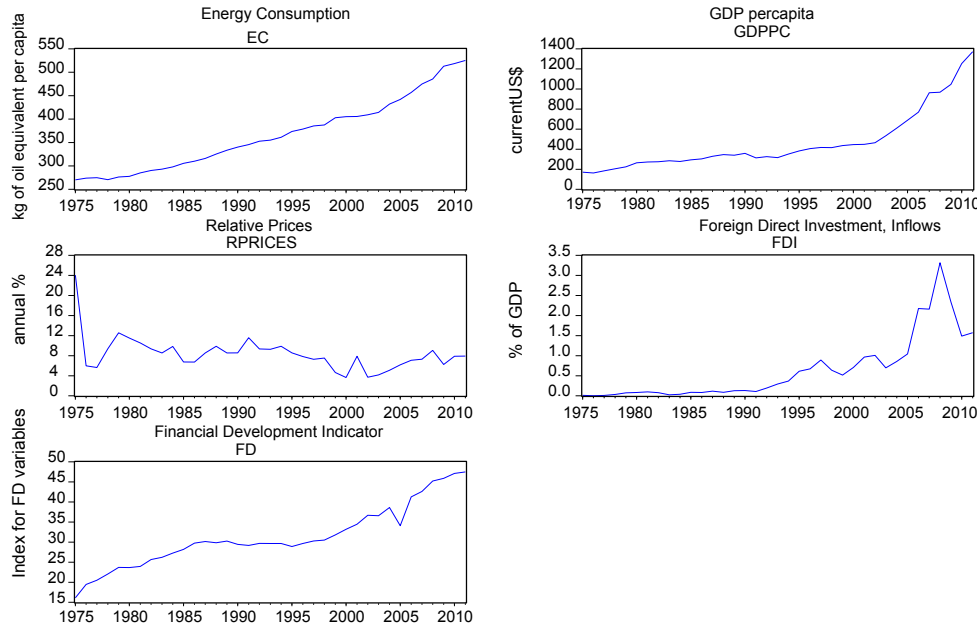 Energy Consumption
EC
kg of oil equivalent per capita
550
500
450
400
350
300
250
1975 1980 1985 1990 1995 2000 2005 2010
GDP percapita
GDPPC
currentUS$
1400
1200
1000
800
600
400
200
0
1975 1980 1985 1990 1995 2000 2005 2010
Relative Prices
RPRICES
annual %
28
24
20
16
12
8
4
0
1975 1980 1985 1990 1995 2000 2005 2010
Foreign Direct Investment, Inflows
FDI
% of GDP
3.5
3.0
2.5
2.0
1.5
1.0
0.5
0.0
1975 1980 1985 1990 1995 2000 2005 2010
Financial Development Indicator
FD
Index for FD variables
50
45
40
35
30
25
20
15
1975 1980 1985 1990 1995 2000 2005 2010